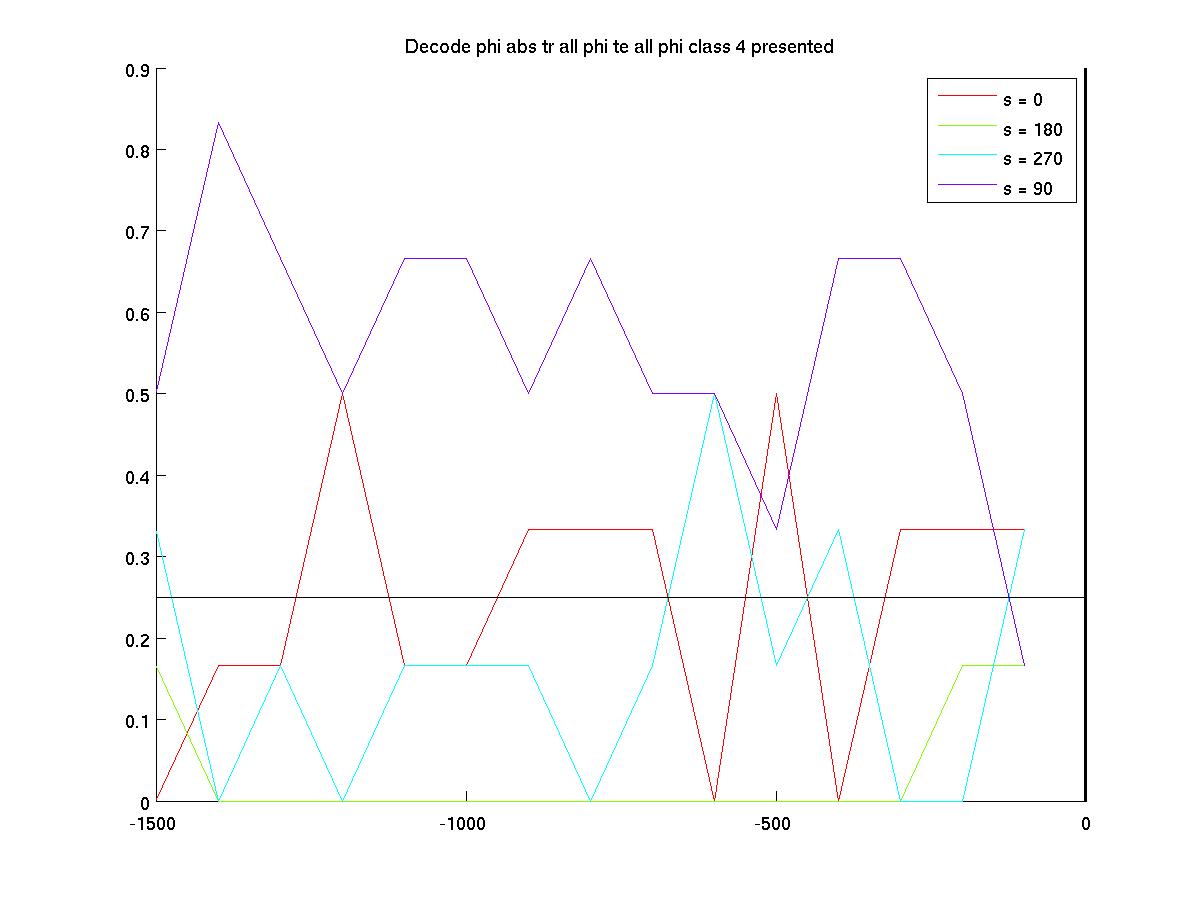 Decode phi abs tr all phi te all phi class 4 presented
0.9
0.8
0.7
0.6
0.5
0.4
0.3
0.2
0.1
0
-1500
-1000
-500
0
s = 0
s = 180
s = 270
s = 90